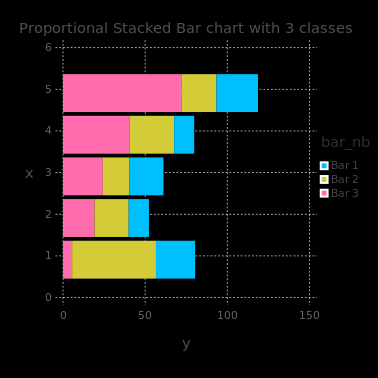 Proportional Stacked Bar chart with 3 classes
6
5
4
3
2
1
0
x
0 50 100 150
y
bar_nb
Bar 1
Bar 2
Bar 3